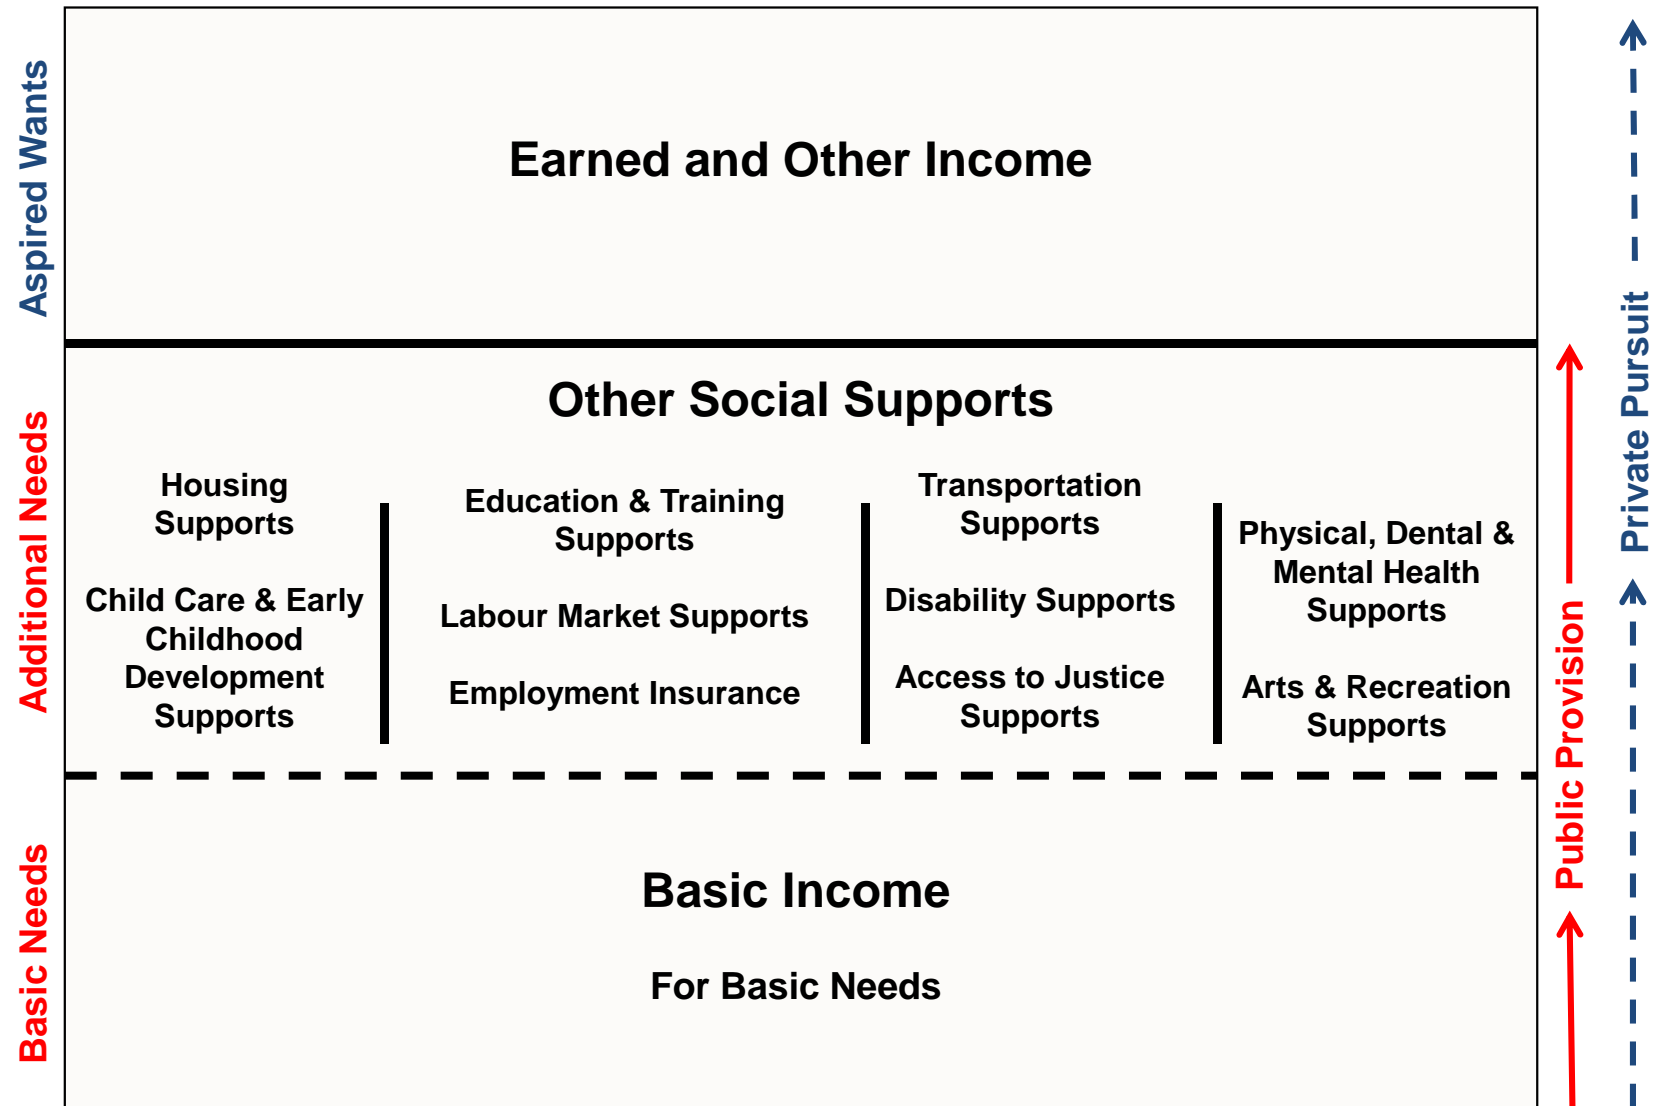 Aspired Wants
Earned and Other Income
Additional Needs
Other Social Supports
Housing
Supports
Child Care & Early
Childhood
Development
Supports
Education & Training
Supports
Labour Market Supports
Employment Insurance
Transportation
Supports
Disability Supports
Access to Justice
Supports
Physical, Dental &
Mental Health
Supports
Arts & Recreation
Supports
Basic Needs
Basic Income
For Basic Needs
Public Provision
Private Pursuit